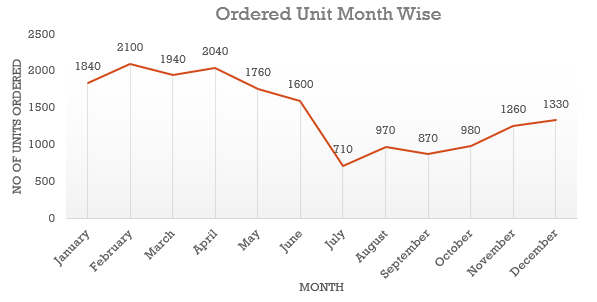 Ordered Unit Month Wise
NO OF UNITS ORDERED
2500
2000
1500
1000
500
0
1840
2100
1940
2040
1760
1600
710
970
870
980
1260
1330
January
February
March
April
May
June
July
August
September
October
November
December
MONTH